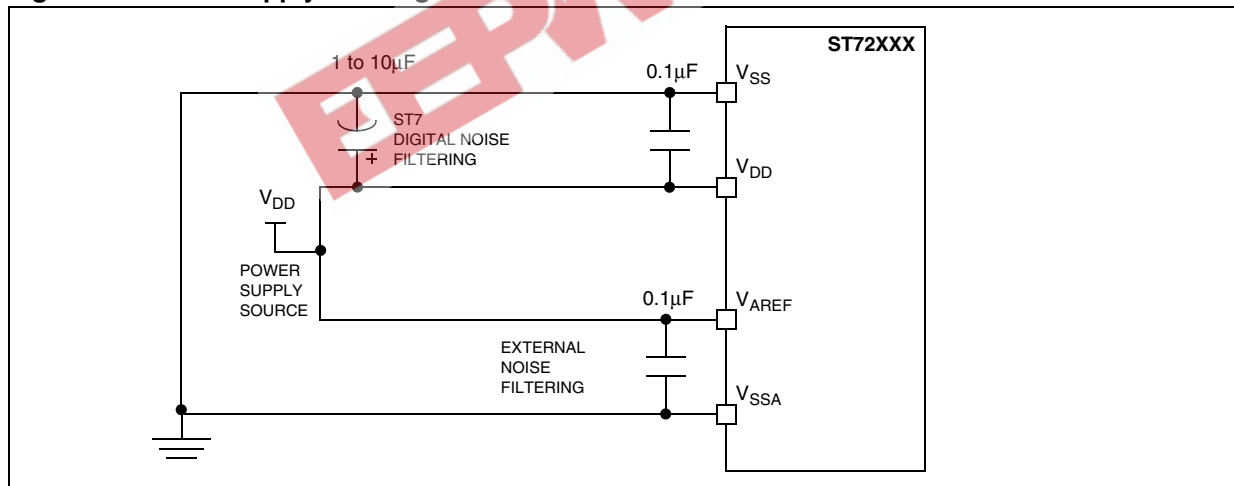 ST72XXX
1 to 10μF
0.1μF
VSS
ST7
DIGITAL NOISE
FILTERING
+
VDD
VDD
POWER
SUPPLY
SOURCE
0.1μF
VAREF
EXTERNAL
NOISE
FILTERING
VSSA